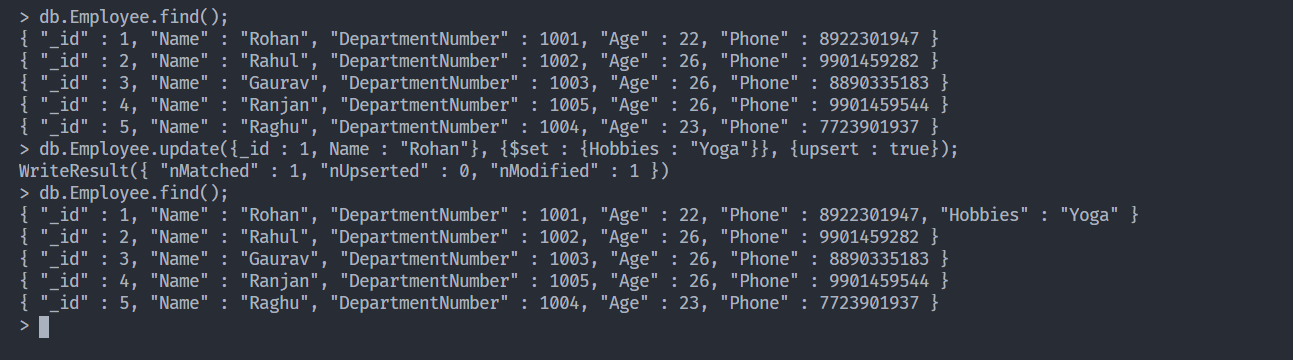 > db.Employee.find();
{ "_id" : 1, "Name" : "Rohan", "DepartmentNumber" : 1001, "Age" : 22, "Phone" : 8922301947 }
{ "_id" : 2, "Name" : "Rahul", "DepartmentNumber" : 1002, "Age" : 26, "Phone" : 9901459282 }
{ "_id" : 3, "Name" : "Gaurav", "DepartmentNumber" : 1003, "Age" : 26, "Phone" : 8890335183 }
{ "_id" : 4, "Name" : "Ranjan", "DepartmentNumber" : 1005, "Age" : 26, "Phone" : 9901459544 }
{ "_id" : 5, "Name" : "Raghu", "DepartmentNumber" : 1004, "Age" : 23, "Phone" : 7723901937 }
> db.Employee.update({_id : 1, Name : "Rohan"}, {$set : {Hobbies : "Yoga"}}, {upsert : true});
WriteResult({ "nMatched" : 1, "nUpserted" : 0, "nModified" : 1 })
> db.Employee.find();
{ "_id" : 1, "Name" : "Rohan", "DepartmentNumber" : 1001, "Age" : 22, "Phone" : 8922301947, "Hobbies" : "Yoga" }
{ "_id" : 2, "Name" : "Rahul", "DepartmentNumber" : 1002, "Age" : 26, "Phone" : 9901459282 }
{ "_id" : 3, "Name" : "Gaurav", "DepartmentNumber" : 1003, "Age" : 26, "Phone" : 8890335183 }
{ "_id" : 4, "Name" : "Ranjan", "DepartmentNumber" : 1005, "Age" : 26, "Phone" : 9901459544 }
{ "_id" : 5, "Name" : "Raghu", "DepartmentNumber" : 1004, "Age" : 23, "Phone" : 7723901937 }
>